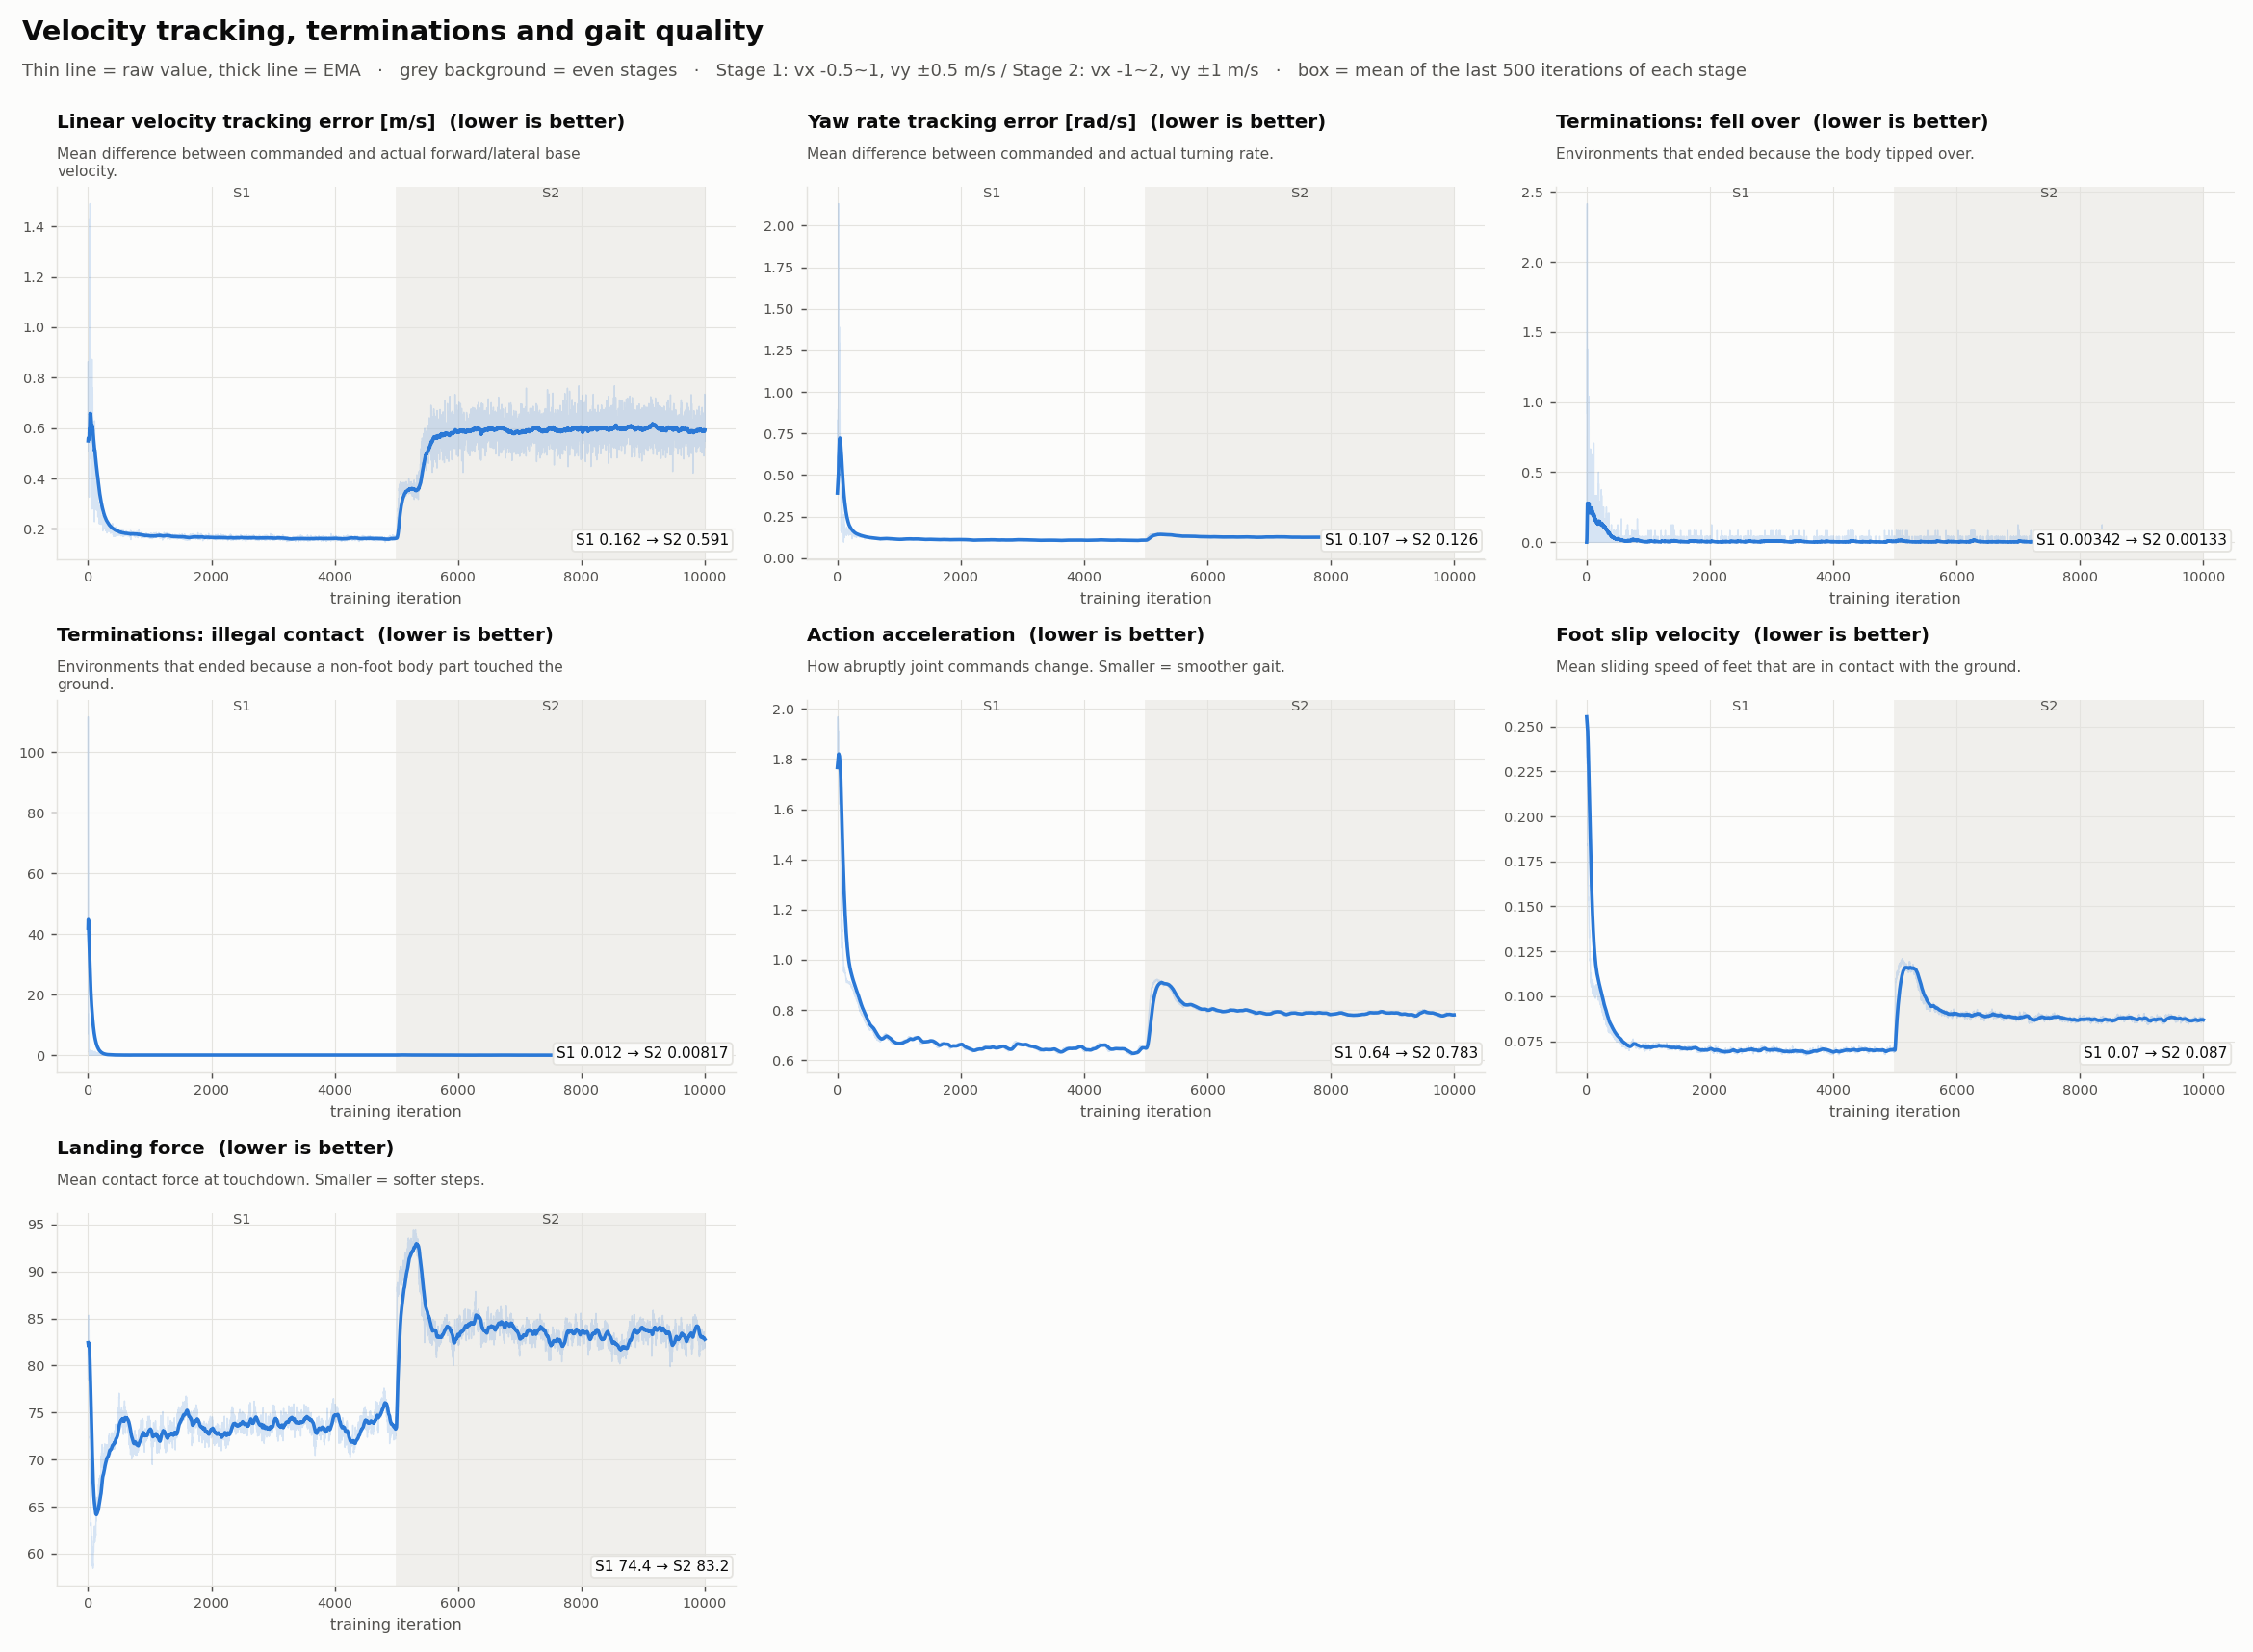 Velocity tracking, terminations and gait quality
Thin line = raw value, thick line = EMA · grey background = even stages · Stage 1: vx -0.5~1, vy ±0.5 m/s / Stage 2: vx -1~2, vy ±1 m/s · box = mean of the last 500 iterations of each stage
Linear velocity tracking error [m/s] (lower is better)
Mean difference between commanded and actual forward/lateral base
velocity.
S1 S2
1.4
1.2
1.0
0.8
0.6
0.4
0.2
S1 0.162 → S2 0.591
0 2000 4000 6000 8000 10000
training iteration
Yaw rate tracking error [rad/s] (lower is better)
Mean difference between commanded and actual turning rate.
S1 S2
2.00
1.75
1.50
1.25
1.00
0.75
0.50
0.25
0.00
S1 0.107 → S2 0.126
0 2000 4000 6000 8000 10000
training iteration
Terminations: fell over (lower is better)
Environments that ended because the body tipped over.
S1 S2
2.5
2.0
1.5
1.0
0.5
0.0
S1 0.00342 → S2 0.00133
0 2000 4000 6000 8000 10000
training iteration
Terminations: illegal contact (lower is better)
Environments that ended because a non-foot body part touched the
ground.
S1 S2
100
80
60
40
20
0
S1 0.012 → S2 0.00817
0 2000 4000 6000 8000 10000
training iteration
Action acceleration (lower is better)
How abruptly joint commands change. Smaller = smoother gait.
S1 S2
2.0
1.8
1.6
1.4
1.2
1.0
0.8
0.6
S1 0.64 → S2 0.783
0 2000 4000 6000 8000 10000
training iteration
Foot slip velocity (lower is better)
Mean sliding speed of feet that are in contact with the ground.
S1 S2
0.250
0.225
0.200
0.175
0.150
0.125
0.100
0.075
S1 0.07 → S2 0.087
0 2000 4000 6000 8000 10000
training iteration
Landing force (lower is better)
Mean contact force at touchdown. Smaller = softer steps.
S1 S2
95
90
85
80
75
70
65
60
S1 74.4 → S2 83.2
0 2000 4000 6000 8000 10000
training iteration